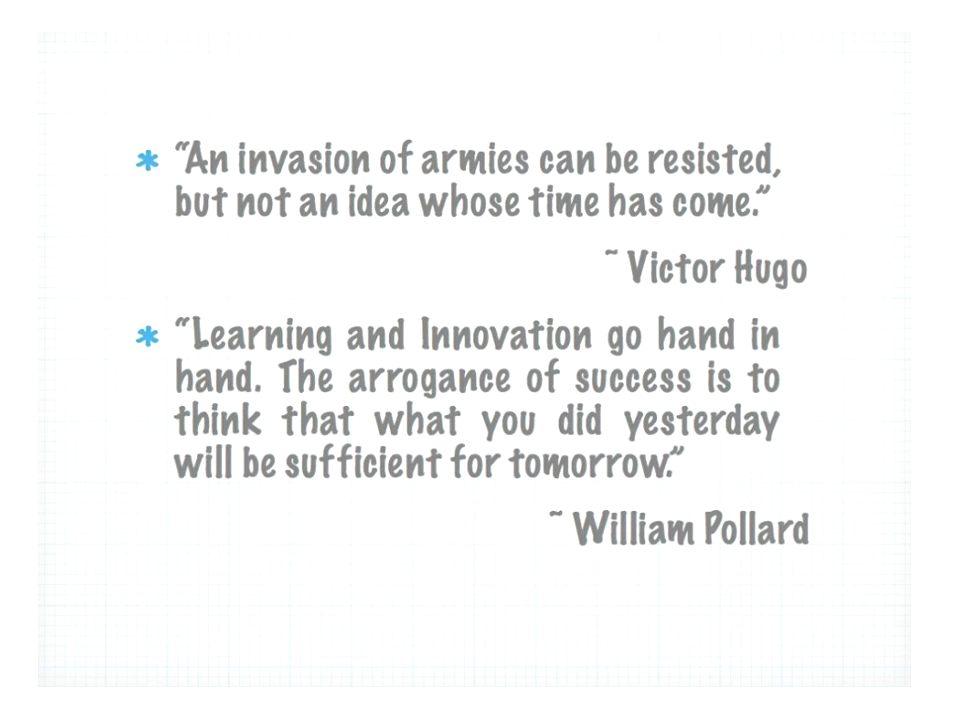 * “An invasion of armies can be resisted,
but not an idea whose time has come.”
~ Victor Hugo
* “Learning and Innovation go hand in
hand. The arrogance of success is to
think that what you did yesterday
will be sufficient for tomorrow.”
~ William Pollard